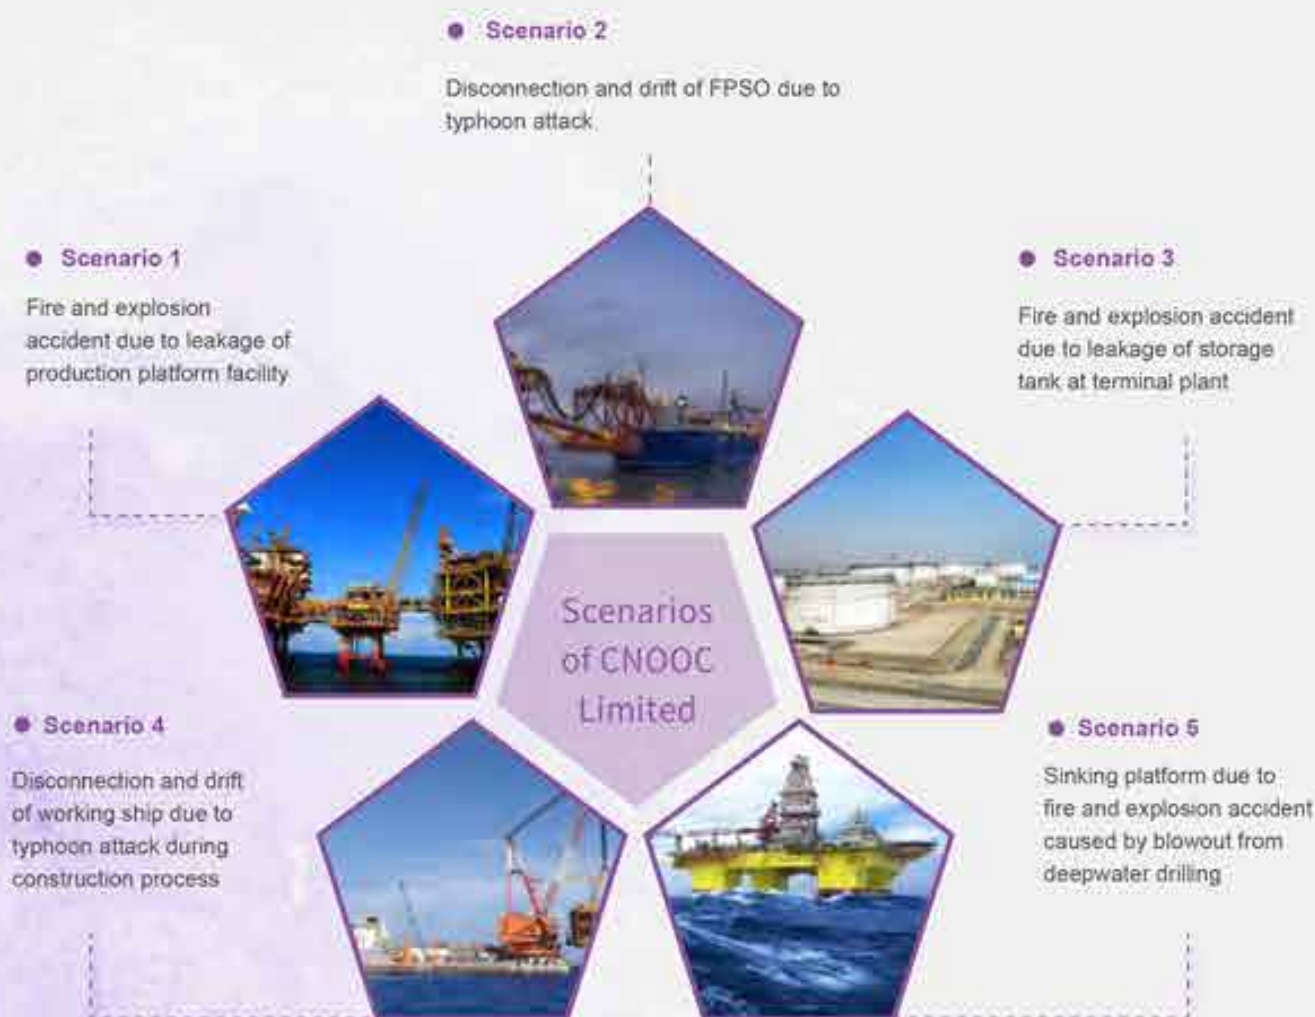 Scenario 2
Disconnection and drift of FPSO due to
typhoon attack
Scenario 1
Fire and explosion
accident due to leakage of
production platform facility
Scenario 3
Fire and explosion accident
due to leakage of storage
tank at terminal plant
Scenarios
of CNOOC
Limited
Scenario 4
Disconnection and drift
of working ship due to
typhoon attack during
construction process
Scenario 5
Sinking platform due to
fire and explosion accident
caused by blowout from
deepwater drilling